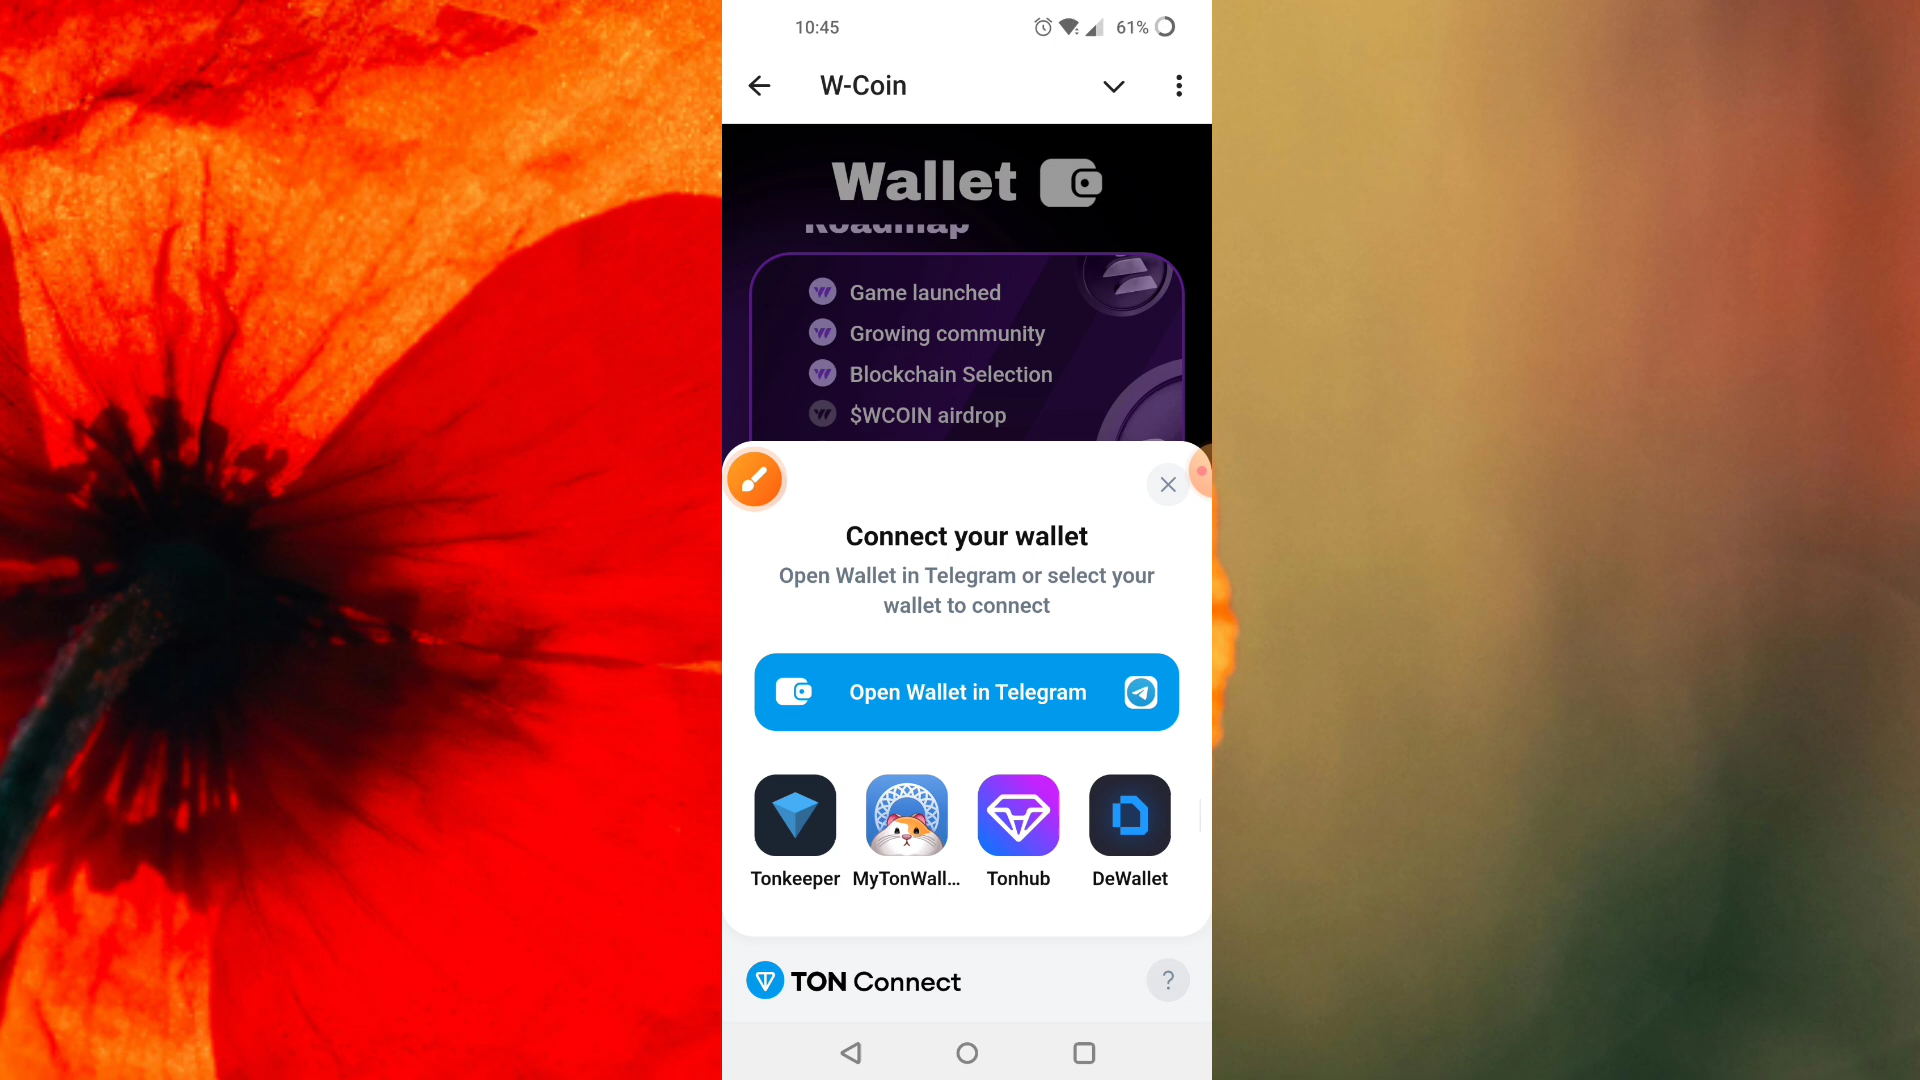 10:45
61%
W-Coin
Wallet
Roadmap
Game launched
Growing community
Blockchain Selection
$WCOIN airdrop
Connect your wallet
Open Wallet in Telegram or select your
wallet to connect
Open Wallet in Telegram
Tonkeeper MyTonWall... Tonhub DeWallet
TON Connect
?